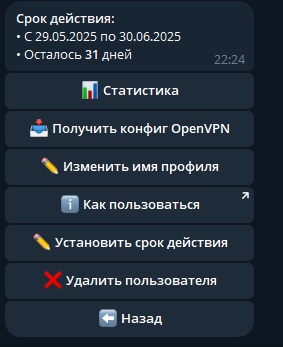 Срок действия:
• С 29.05.2025 по 30.06.2025
• Осталось 31 дней
22:24
Статистика
Получить конфиг OpenVPN
Изменить имя профиля
Как пользоваться
Установить срок действия
Удалить пользователя
Назад